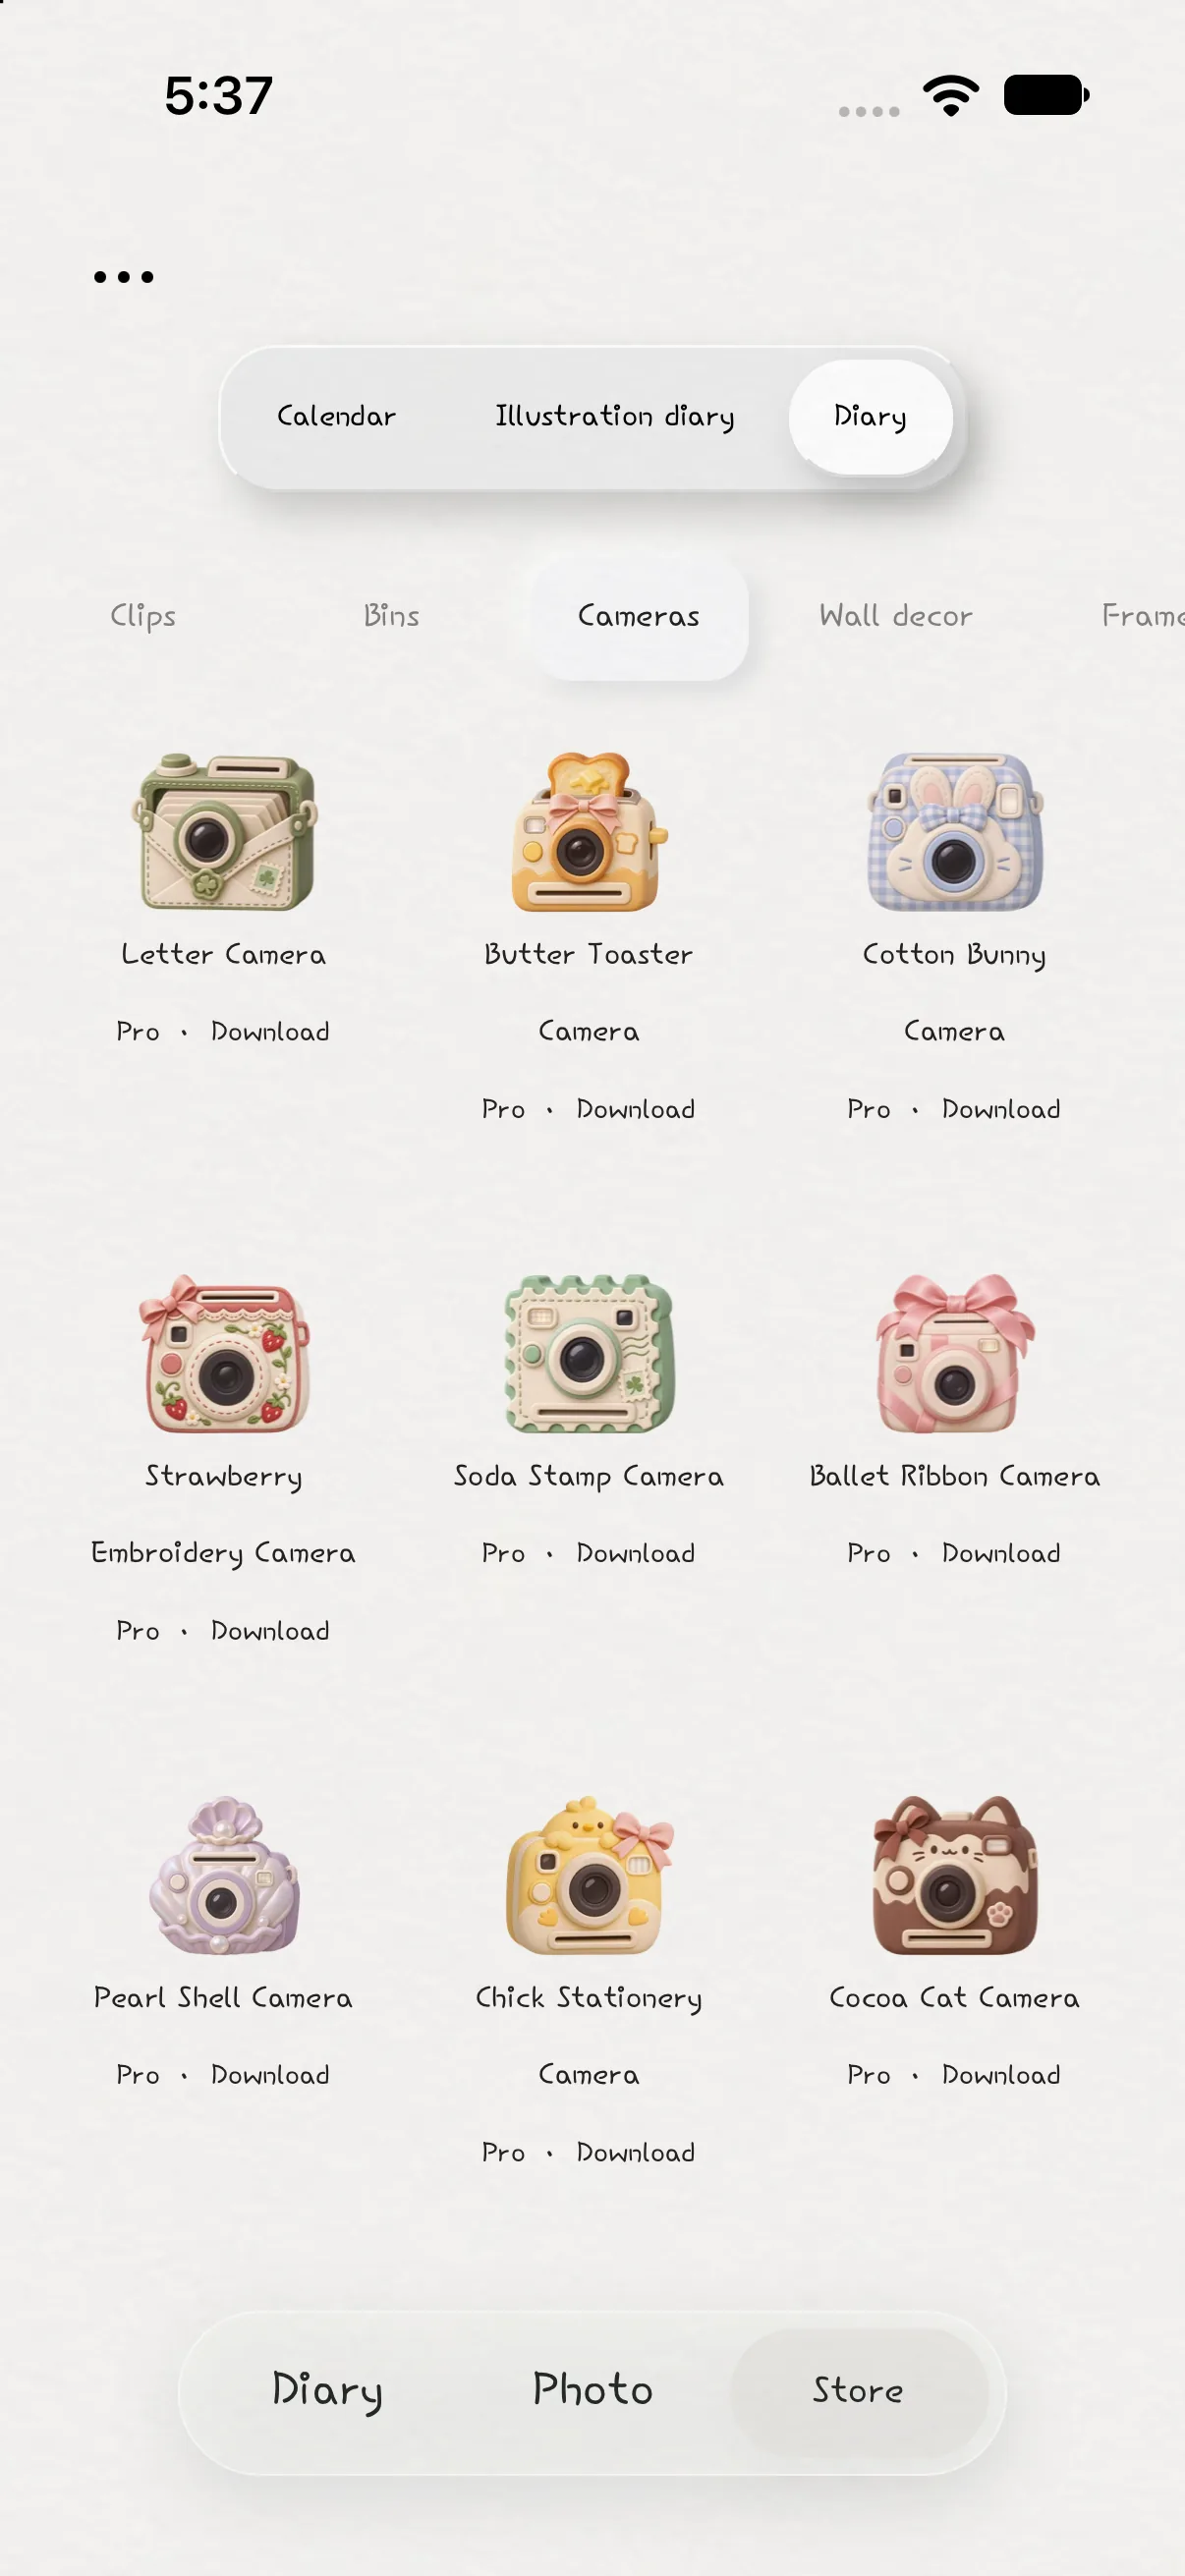 5:37
Calendar Illustration diary Diary
Clips Bins Cameras Wall decor Frame
Letter Camera
Pro · Download
Butter Toaster
Camera
Pro · Download
Cotton Bunny
Camera
Pro · Download
Strawberry
Embroidery Camera
Pro · Download
Soda Stamp Camera
Pro · Download
Ballet Ribbon Camera
Pro · Download
Pearl Shell Camera
Pro · Download
Chick Stationery
Camera
Pro · Download
Cocoa Cat Camera
Pro · Download
Diary Photo Store